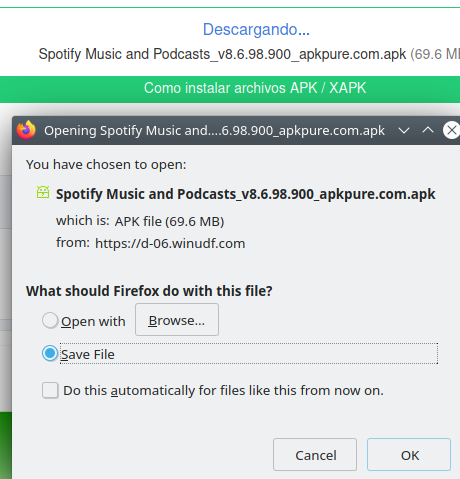 Descargando...
Spotify Music and Podcasts_v8.6.98.900_apkpure.com.apk (69.6 M
Como instalar archivos APK / XAPK
Opening Spotify Music and....6.98.900_apkpure.com.apk
You have chosen to open:
Spotify Music and Podcasts_v8.6.98.900_apkpure.com.apk
which is: APK file (69.6 MB)
from: https://d-06.winudf.com
What should Firefox do with this file?
Open with Browse...
Save File
Do this automatically for files like this from now on.
Cancel OK